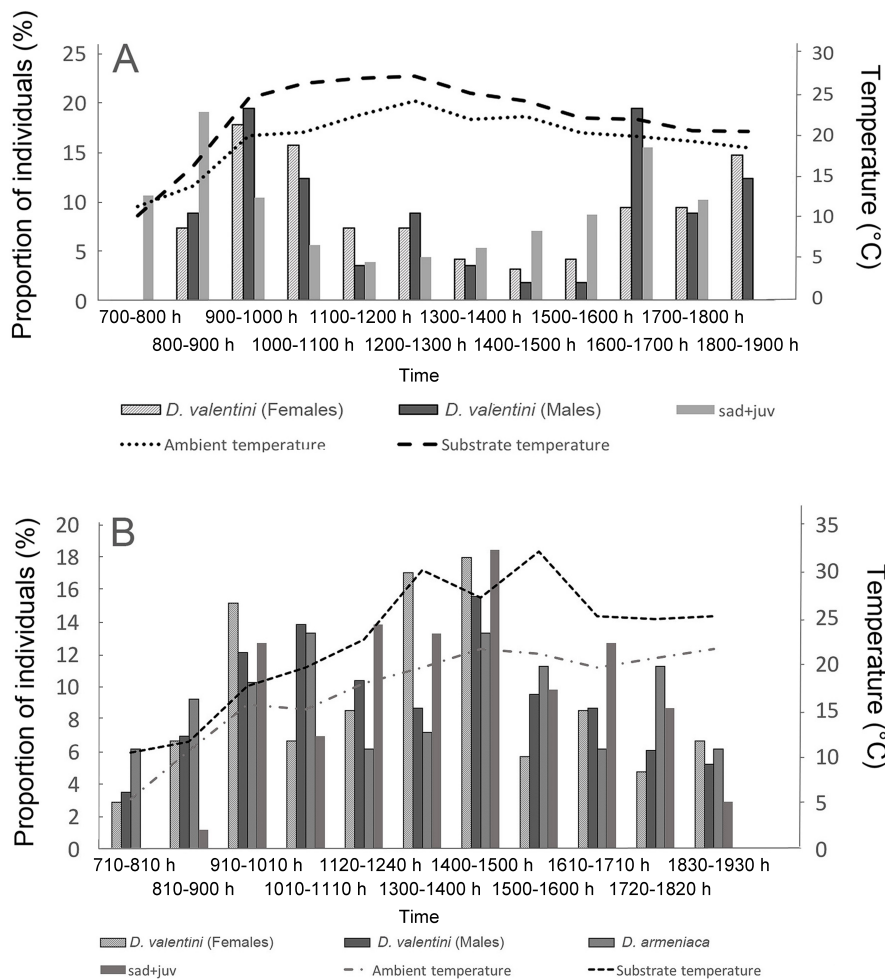 Proportion of individuals (%)
A
Temperature (°C)
25
20
15
10
5
0
30
25
20
15
10
5
0
700-800 h 900-1000 h 1100-1200 h 1300-1400 h 1500-1600 h 1700-1800 h
800-900 h 1000-1100 h 1200-1300 h 1400-1500 h 1600-1700 h 1800-1900 h
Time
D. valentini (Females) D. valentini (Males) sad+juv
Ambient temperature Substrate temperature
Proportion of individuals (%)
B
Temperature (°C)
20
18
16
14
12
10
8
6
4
2
0
35
30
25
20
15
10
5
0
710-810 h 910-1010 h 1120-1240 h 1400-1500 h 1610-1710 h 1830-1930 h
810-900 h 1010-1110 h 1300-1400 h 1500-1600 h 1720-1820 h
Time
D. valentini (Females) D. valentini (Males) D. armeniaca
sad+juv Ambient temperature Substrate temperature